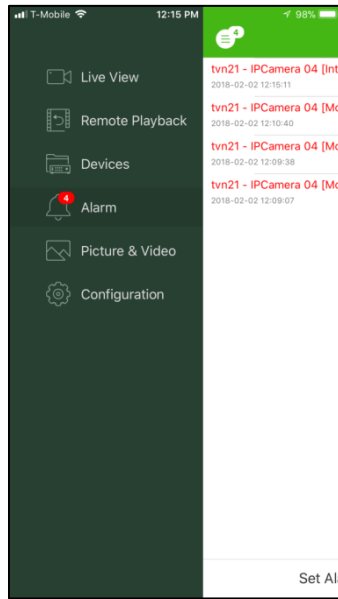 T-Mobile 12:15 PM 98%
4
Live View
Remote Playback
Devices
4
Alarm
Picture & Video
Configuration
tvn21 - IPCamera 04 [Int
2018-02-02 12:15:11
tvn21 - IPCamera 04 [Mo
2018-02-02 12:10:40
tvn21 - IPCamera 04 [Mo
2018-02-02 12:09:38
tvn21 - IPCamera 04 [Mo
2018-02-02 12:09:07
Set Al